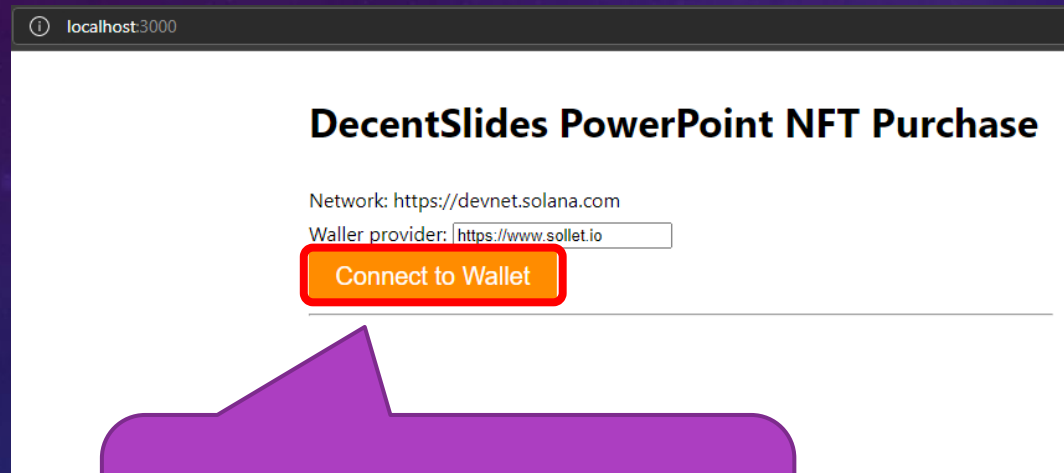 localhost:3000
DecentSlides PowerPoint NFT Purchase
Network: https://devnet.solana.com
Waller provider: https://www.sollet.io
Connect to Wallet